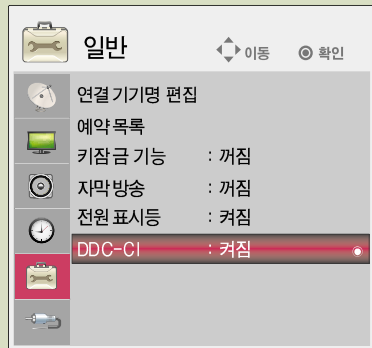 일반 이동 확인
연결 기기명 편집
예약 목록
키잠금 기능 : 꺼짐
자막방송 : 꺼짐
전원 표시등 : 켜짐
DDC-CI : 켜짐